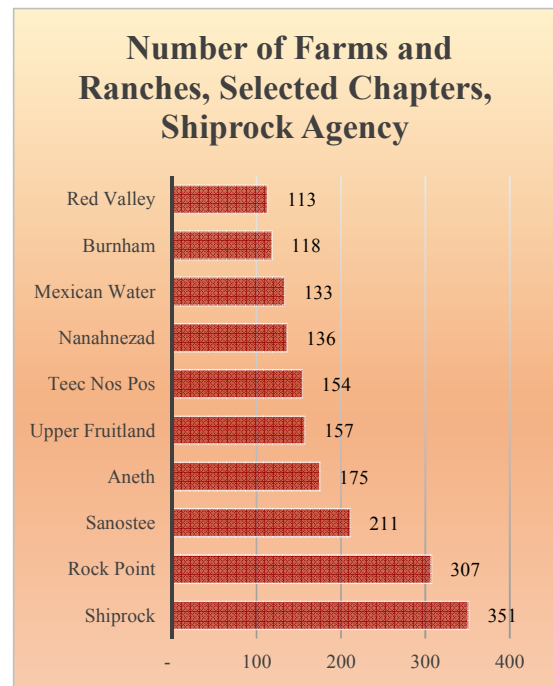 Number of Farms and
Ranches, Selected Chapters,
Shiprock Agency
Red Valley 113
Burnham 118
Mexican Water 133
Nanahnezad 136
Teec Nos Pos 154
Upper Fruitland 157
Aneth 175
Sanostee 211
Rock Point 307
Shiprock 351
- 100 200 300 400